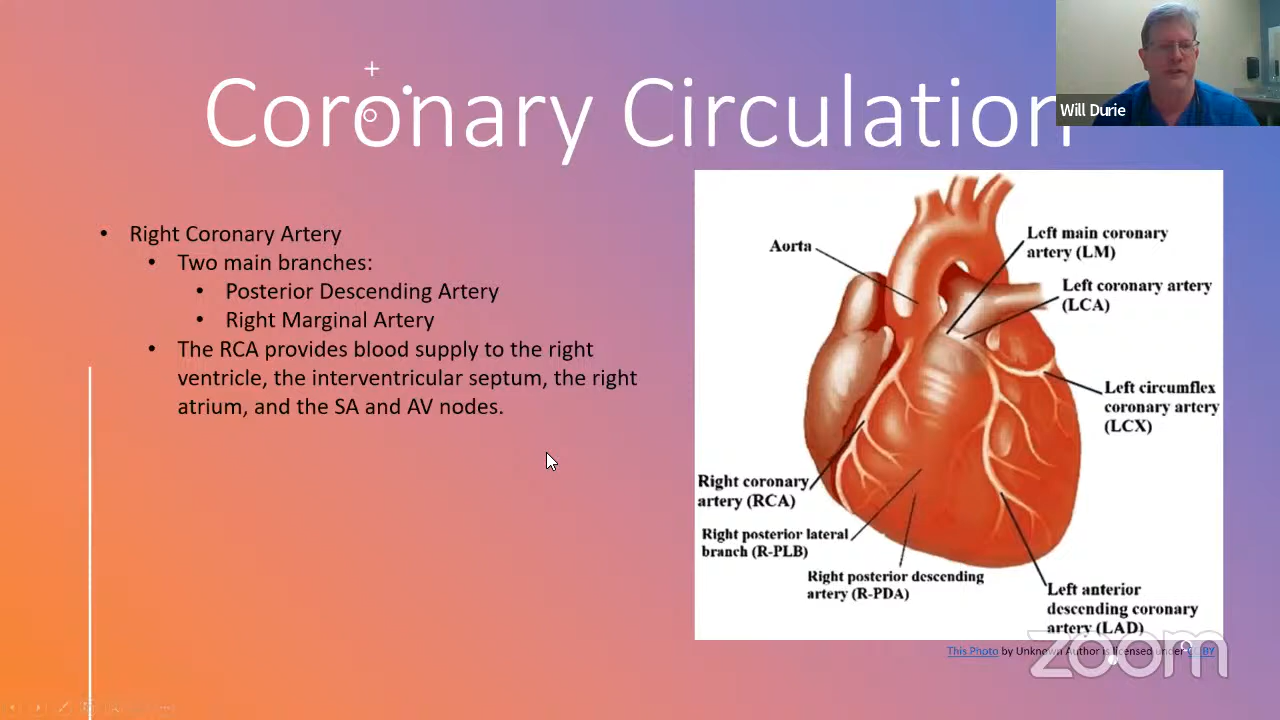 Coronary Circulation
Will Durie
• Right Coronary Artery
• Two main branches:
• Posterior Descending Artery
• Right Marginal Artery
• The RCA provides blood supply to the right
ventricle, the interventricular septum, the right
atrium, and the SA and AV nodes.
Aorta
Left main coronary
artery (LM)
Left coronary artery
(LCA)
Left circumflex
coronary artery
(LCX)
Right coronary
artery (RCA)
Right posterior lateral
branch (R-PLB)
Right posterior descending
artery (R-PDA)
Left anterior
descending coronary
artery (LAD)
This Photo by Unknown Author is licensed under CC BY
zoom